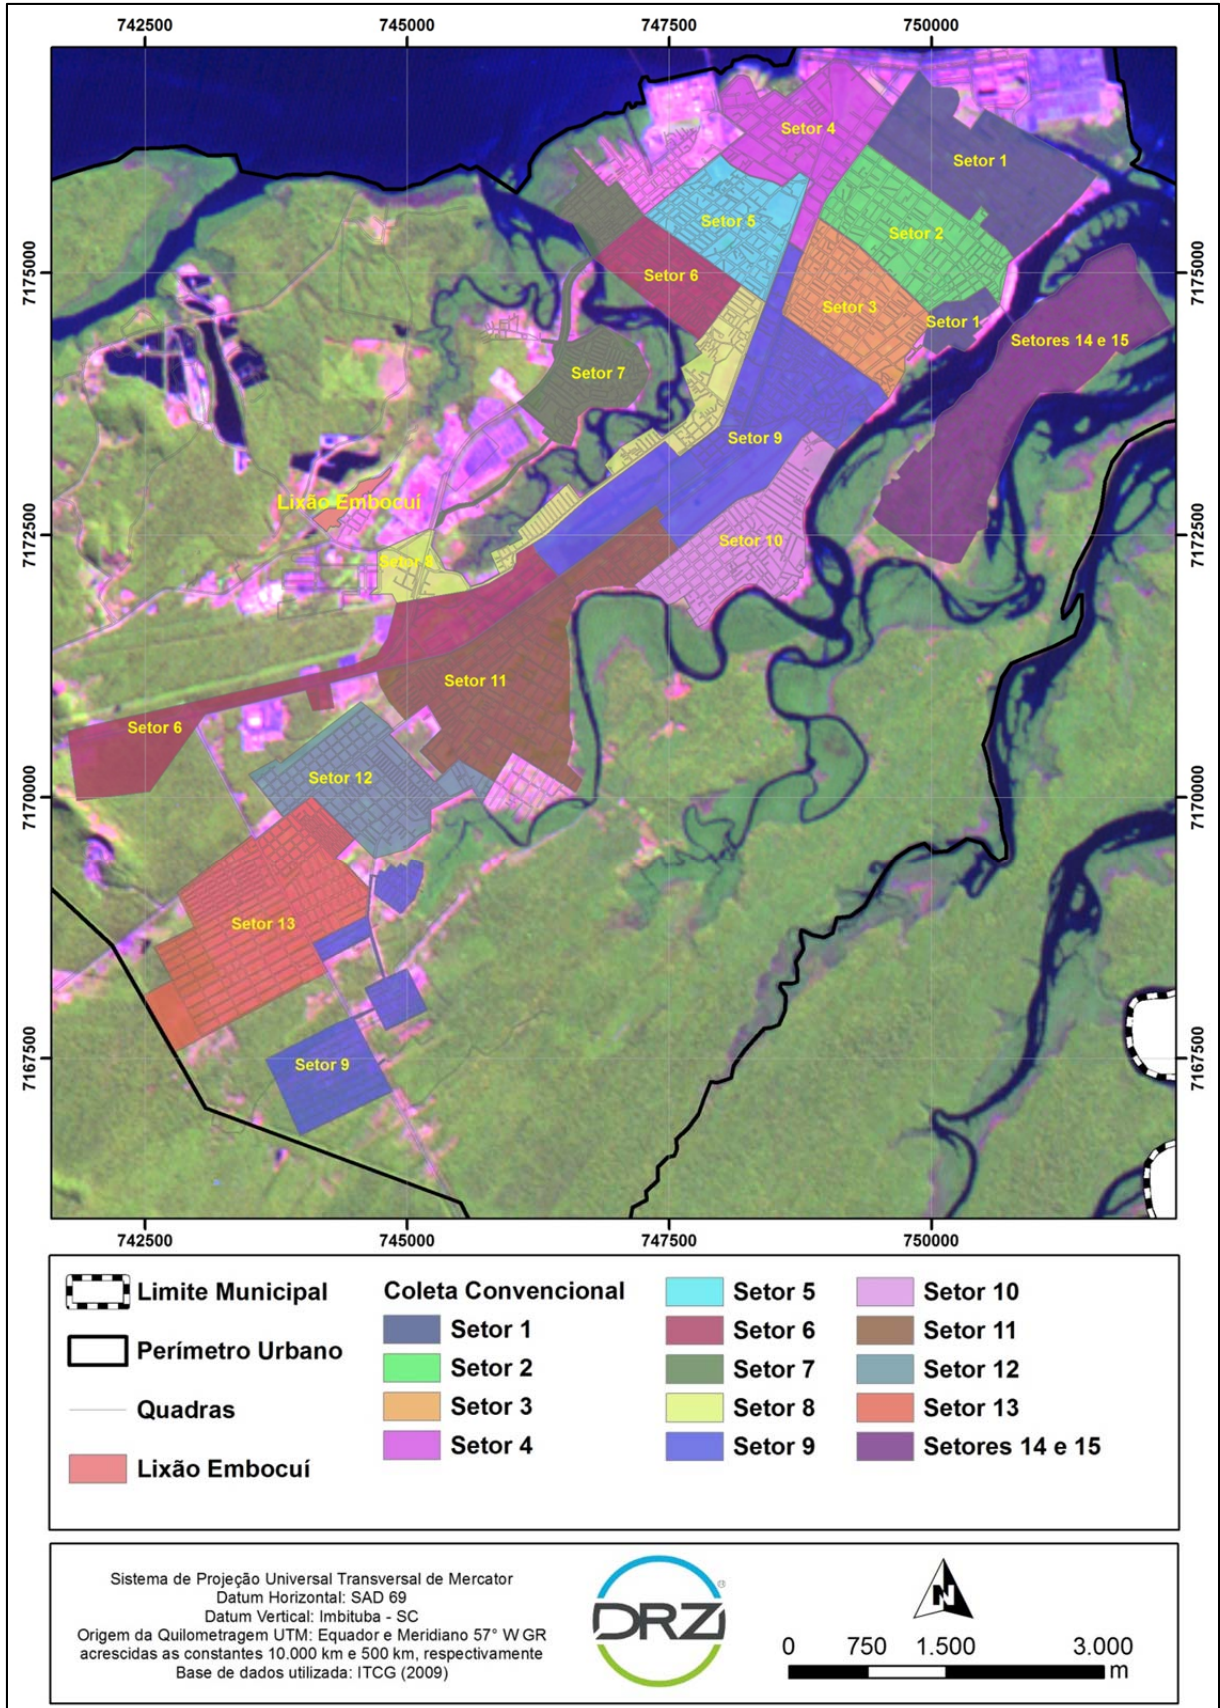 742500 745000 747500 750000
Setor 4
Setor 1
Setor 5
Setor 2
7175000 7175000
Setor 6
Setor 3
Setor 1
Setores 14 e 15
Setor 7
Setor 9
Lixão Embocuí
7172500 7172500
Setor 10
Setor 8
Setor 11
Setor 6
Setor 12
7170000 7170000
Setor 13
7167500 7167500
Setor 9
742500 745000 747500 750000
Limite Municipal
Perímetro Urbano
Quadras
Lixão Embocuí
Coleta Convencional
Setor 1
Setor 2
Setor 3
Setor 4
Setor 5
Setor 6
Setor 7
Setor 8
Setor 9
Setor 10
Setor 11
Setor 12
Setor 13
Setores 14 e 15
Sistema de Projeção Universal Transversal de Mercator
Datum Horizontal: SAD 69
Datum Vertical: Imbituba - SC
Origem da Quilometragem UTM: Equador e Meridiano 57° W GR
acrescidas as constantes 10.000 km e 500 km, respectivamente
Base de dados utilizada: ITCG (2009)
DRZ®
N
0 750 1.500 3.000
m